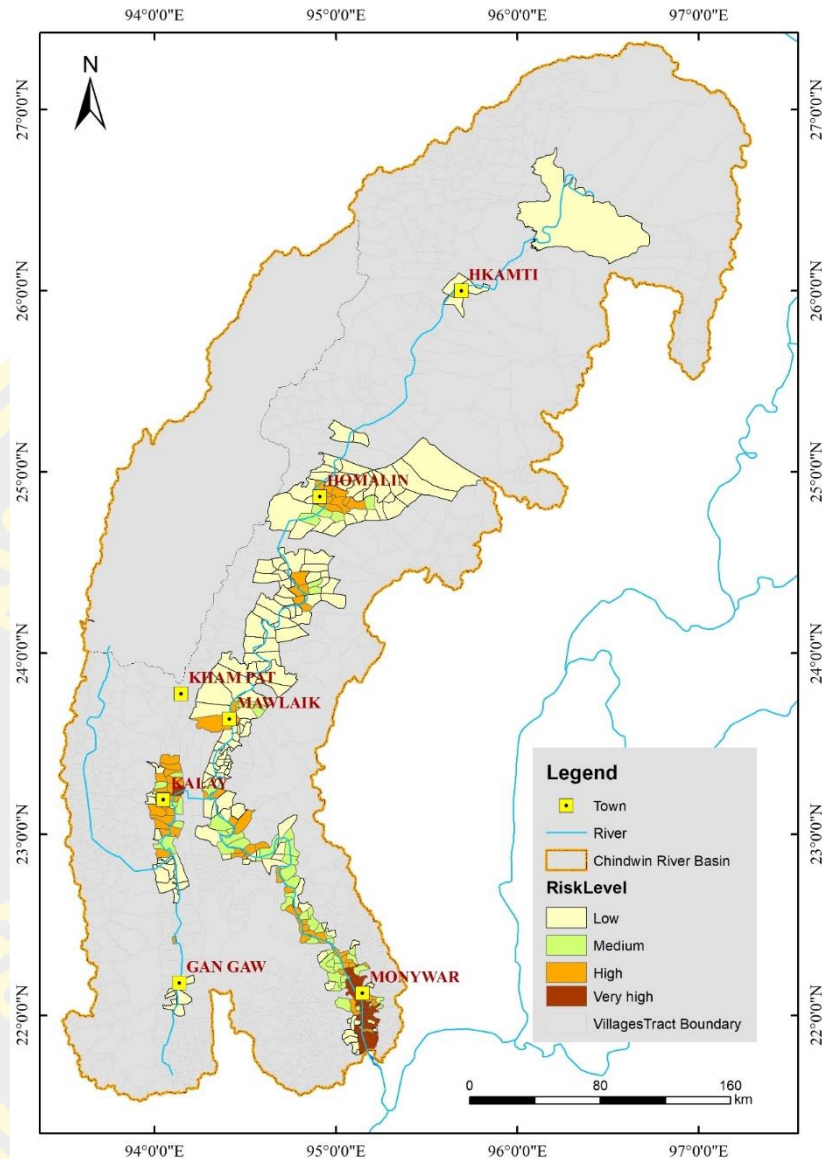 94°0'0"E 95°0'0"E 96°0'0"E 97°0'0"E
N
27°0'0"N 27°0'0"N
HKAMTI
26°0'0"N 26°0'0"N
25°0'0"N 25°0'0"N
HOMALIN
24°0'0"N 24°0'0"N
KHAM PAT
MAWLAIK
KALAY
23°0'0"N 23°0'0"N
GAN GAW
MONYWAR
22°0'0"N 22°0'0"N
Legend
Town
River
Chindwin River Basin
RiskLevel
Low
Medium
High
Very high
VillagesTract Boundary
0 80 160
km
94°0'0"E 95°0'0"E 96°0'0"E 97°0'0"E